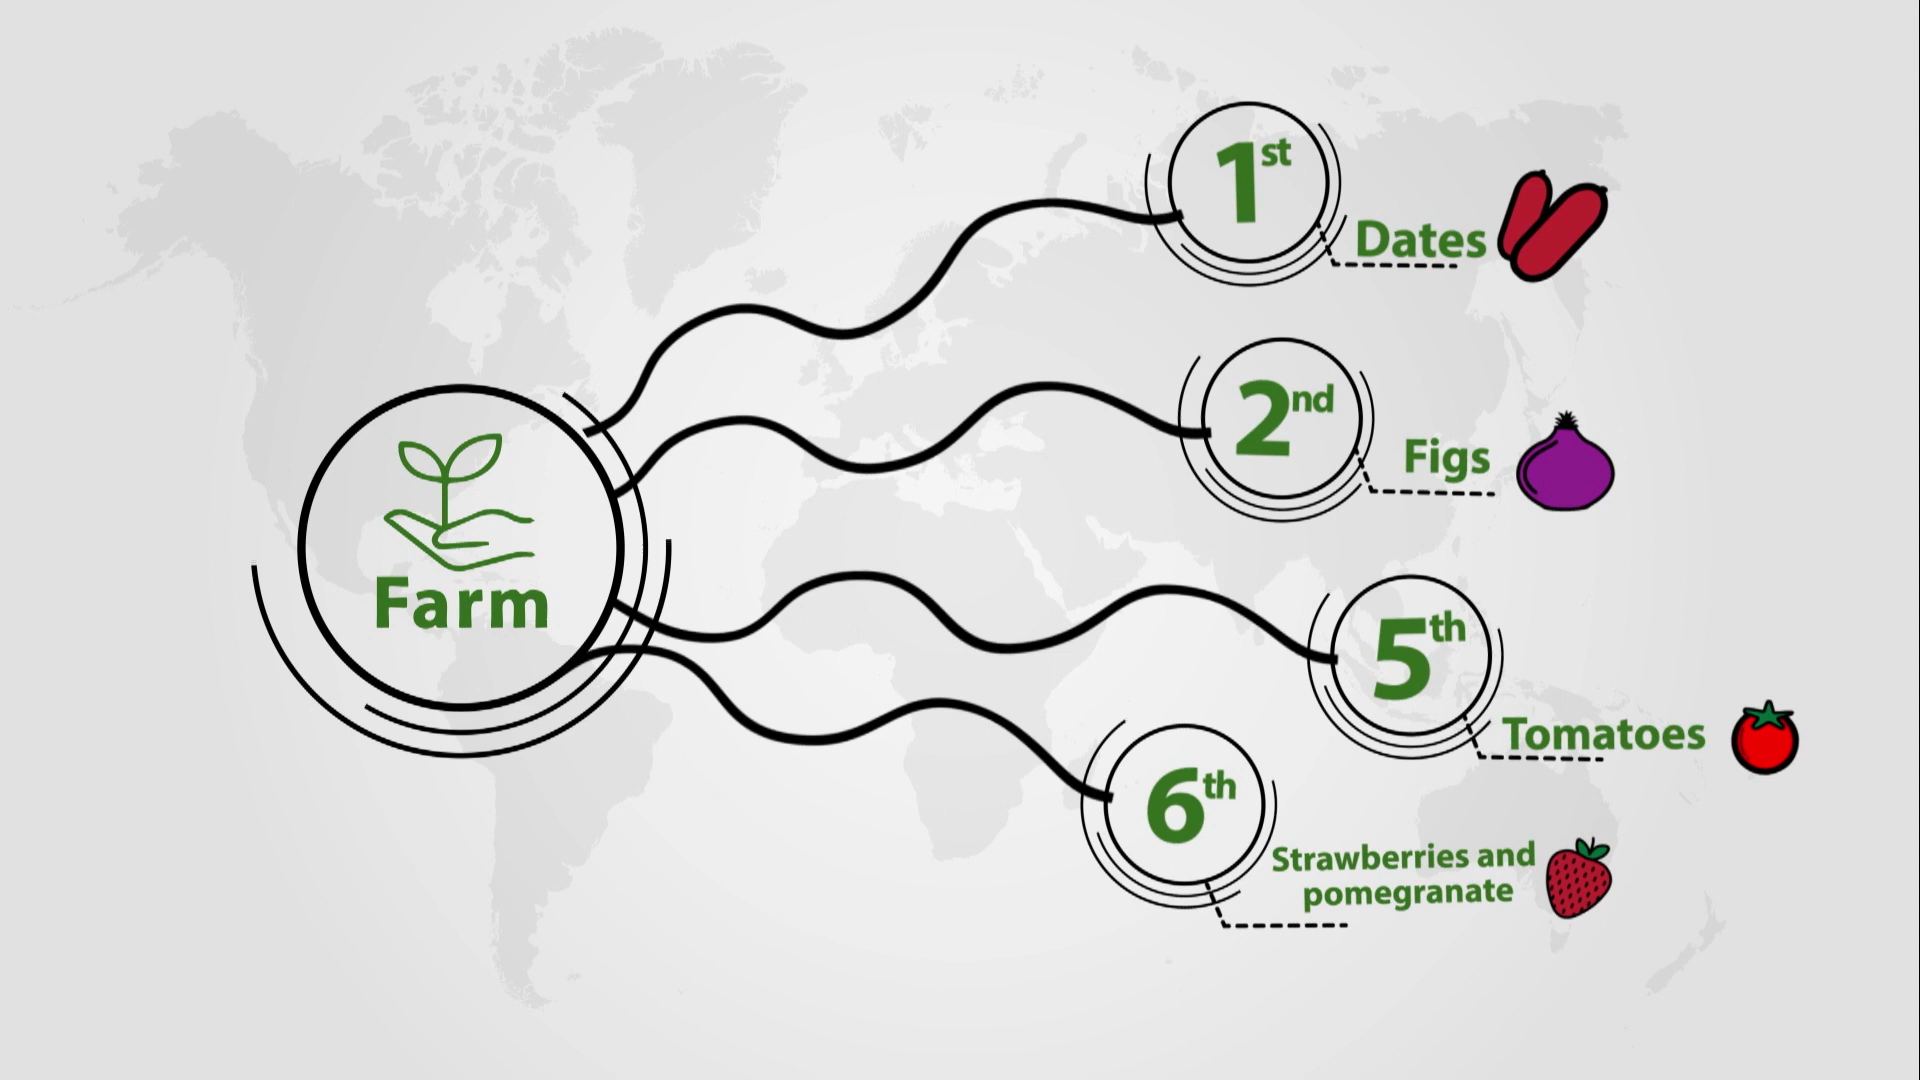 1st
Dates
2nd
Figs
Farm
5th
Tomatoes
6th
Strawberries and
pomegranate